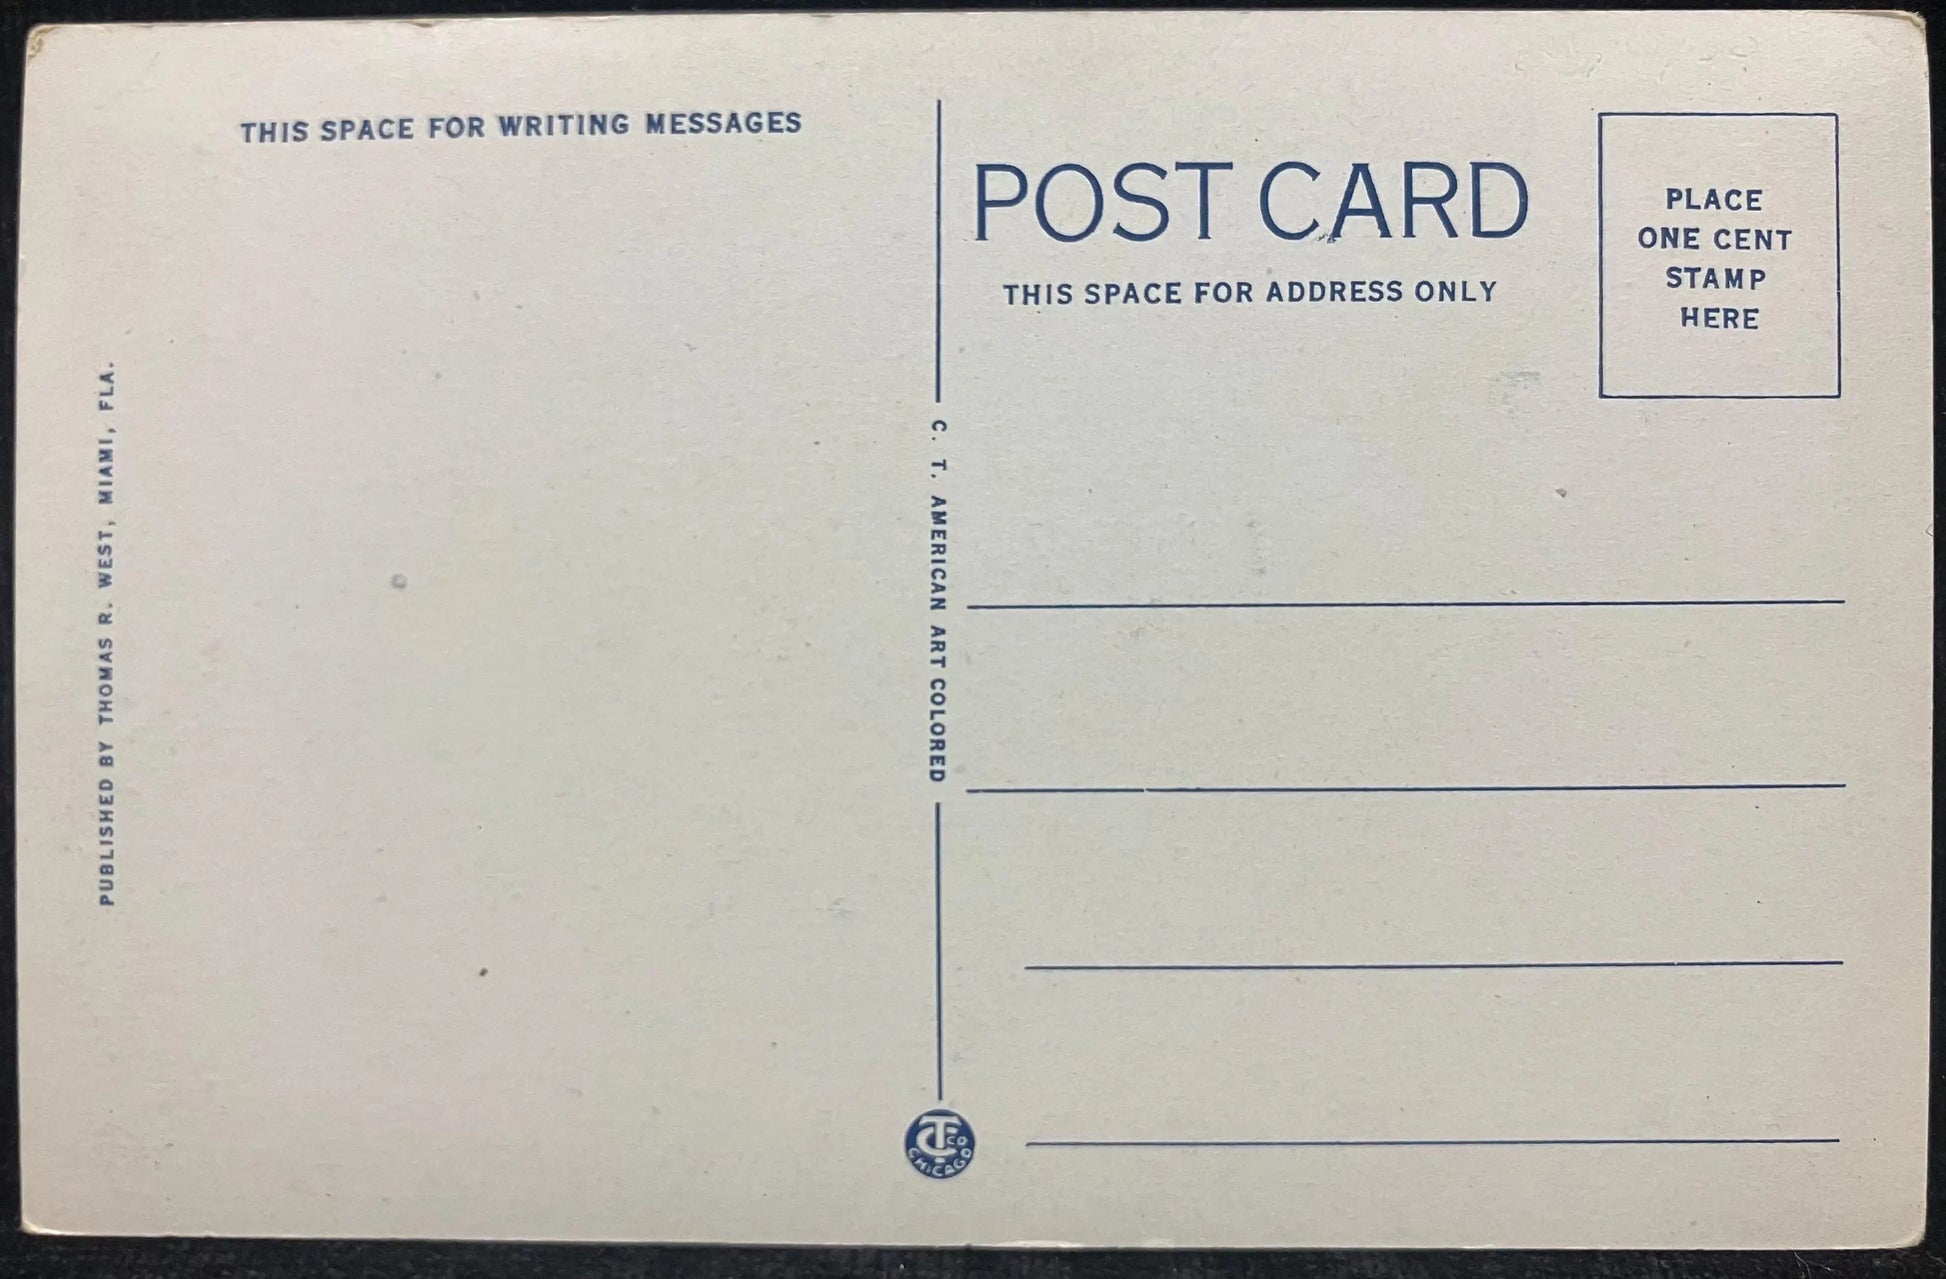 THIS SPACE FOR WRITING MESSAGES
PUBLISHED BY THOMAS R. WEST, MIAMI, FLA.
C. T. AMERICAN ART COLORED
CT CO
CHICAGO
POST CARD
THIS SPACE FOR ADDRESS ONLY
PLACE
ONE CENT
STAMP
HERE